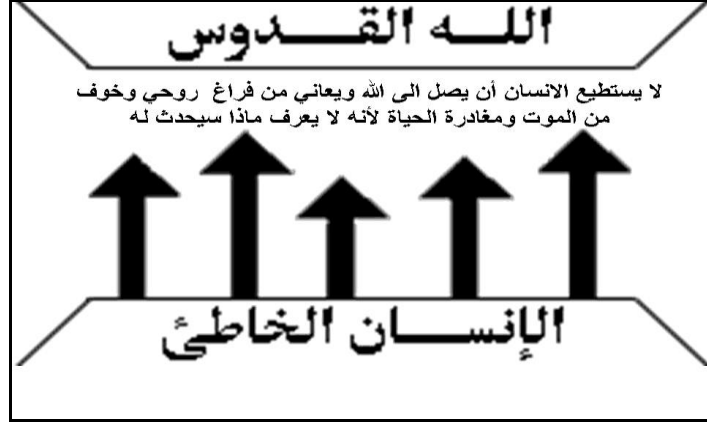 الله القدوس
لا يستطيع الانسان أن يصل الى الله ويعاني من فراغ روحي وخوف
من الموت ومغادرة الحياة لأنه لا يعرف ماذا سيحدث له
الإنسان الخاطئ